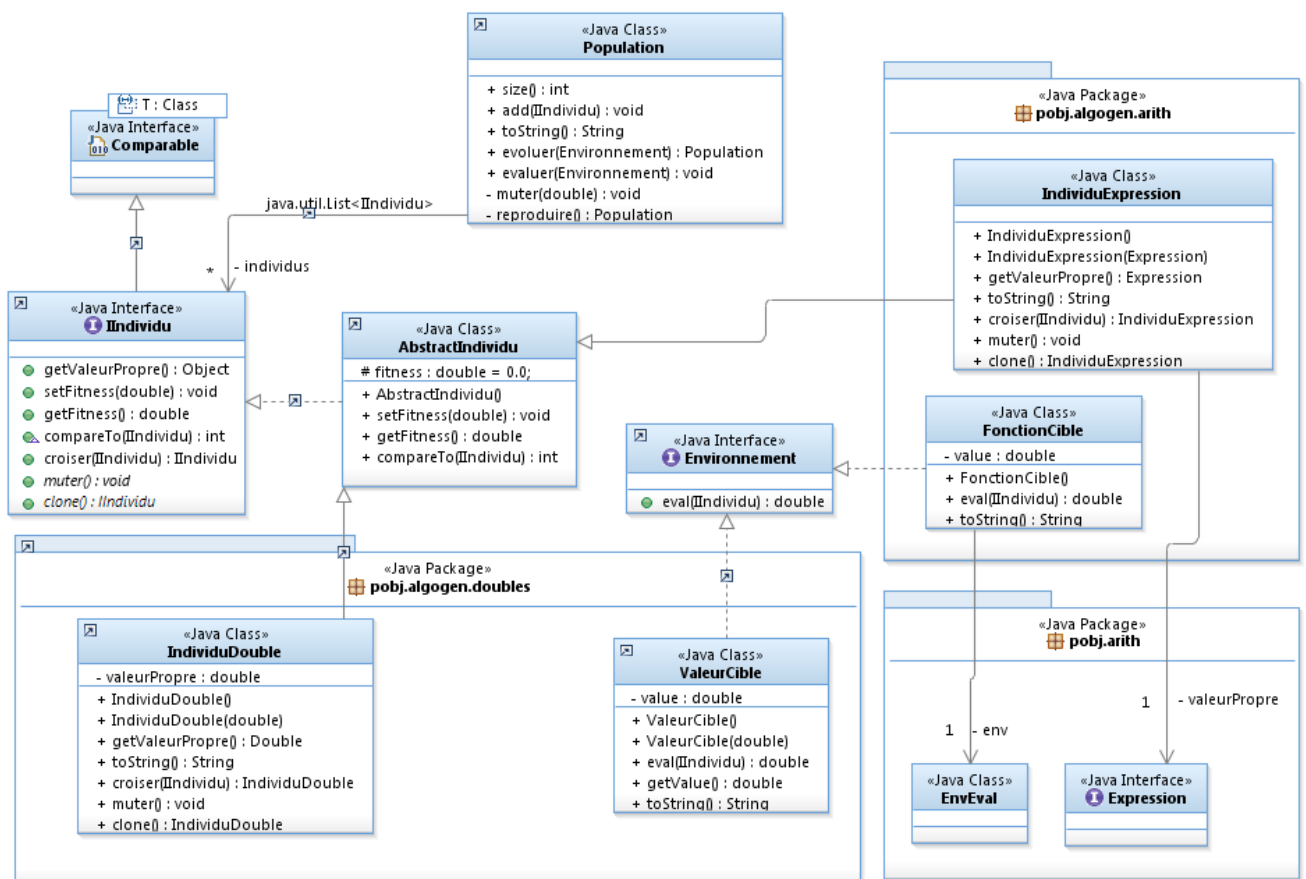 «Java Class»
Population
+ size() : int
+ add(IIndividu) : void
+ toString() : String
+ evoluer(Environnement) : Population
+ evaluer(Environnement) : void
- muter(double) : void
- reproduire() : Population
T : Class
«Java Interface»
Comparable
java.util.List<IIndividu>
*
- individus
«Java Interface»
IIndividu
getValeurPropre() : Object
setFitness(double) : void
getFitness() : double
compareTo(IIndividu) : int
croiser(IIndividu) : IIndividu
muter() : void
clone() : IIndividu
«Java Class»
AbstractIndividu
# fitness : double = 0.0;
+ AbstractIndividu()
+ setFitness(double) : void
+ getFitness() : double
+ compareTo(IIndividu) : int
«Java Interface»
Environnement
eval(IIndividu) : double
«Java Package»
pobj.algogen.arith
«Java Class»
IndividuExpression
+ IndividuExpression()
+ IndividuExpression(Expression)
+ getValeurPropre() : Expression
+ toString() : String
+ croiser(IIndividu) : IndividuExpression
+ muter() : void
+ clone() : IndividuExpression
«Java Class»
FonctionCible
- value : double
+ FonctionCible()
+ eval(IIndividu) : double
+ toString() : String
«Java Package»
pobj.algogen.doubles
«Java Class»
IndividuDouble
- valeurPropre : double
+ IndividuDouble()
+ IndividuDouble(double)
+ getValeurPropre() : Double
+ toString() : String
+ croiser(IIndividu) : IndividuDouble
+ muter() : void
+ clone() : IndividuDouble
«Java Class»
ValeurCible
- value : double
+ ValeurCible()
+ ValeurCible(double)
+ eval(IIndividu) : double
+ getValue() : double
+ toString() : String
«Java Package»
pobj.arith
1
- valeurPropre
1
- env
«Java Class»
EnvEval
«Java Interface»
Expression